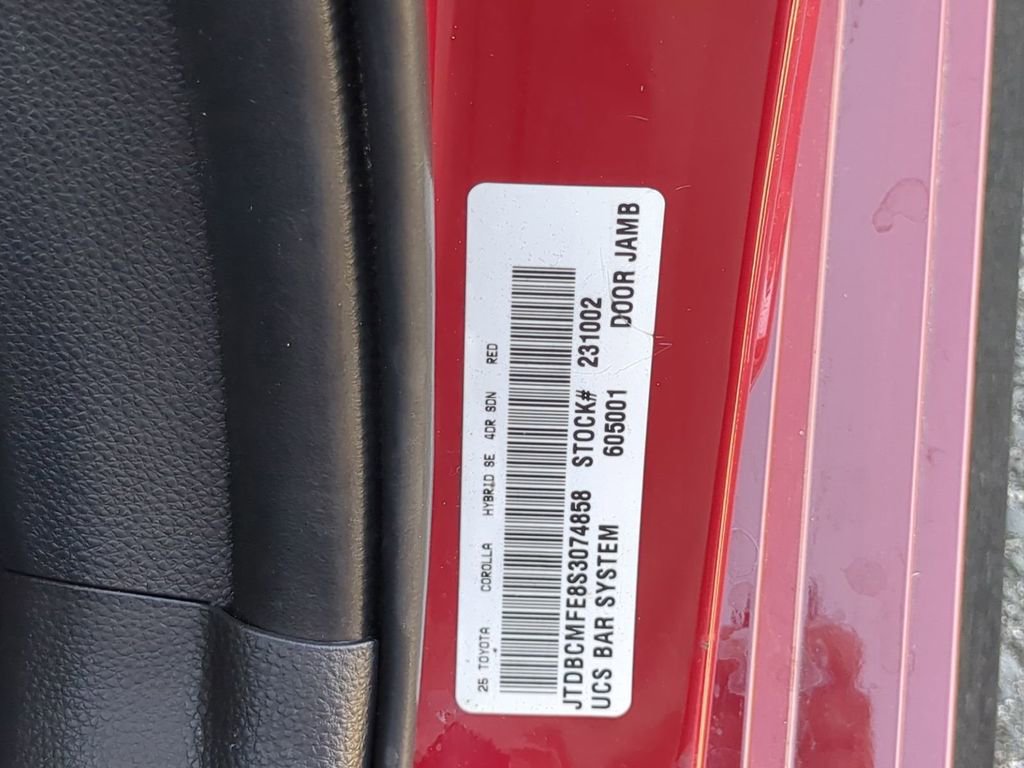 25 TOYOTA COROLLA HYBRID SE 4DR SDN RED
JTDBCMFE8S3074858 STOCK# 231002
UCS BAR SYSTEM 605001 DOOR JAMB